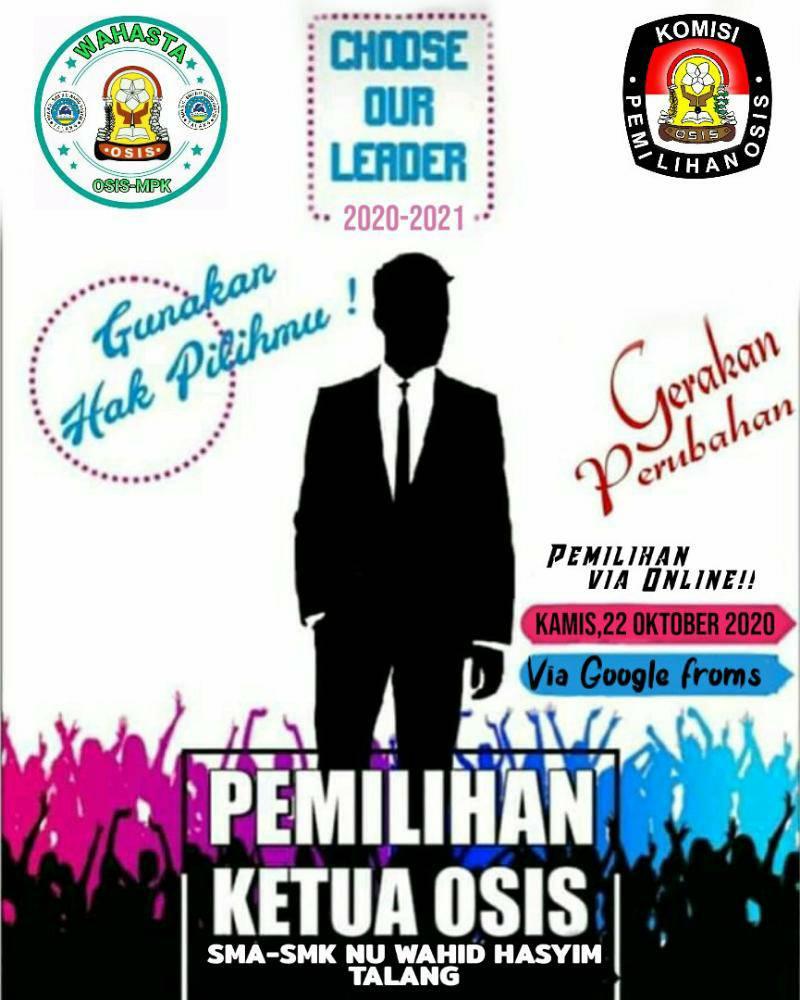 WAHASTA
OSIS
OSIS-MPK
CHOOSE
OUR
LEADER
2020-2021
KOMISI
PEMILIHAN OSIS
OSIS
Gunakan
Hak Pilihmu !
Gerakan
Perubahan
PEMILIHAN
VIA ONLINE!!
KAMIS,22 OKTOBER 2020
Via Google froms
PEMILIHAN
KETUA OSIS
SMA-SMK NU WAHID HASYIM
TALANG